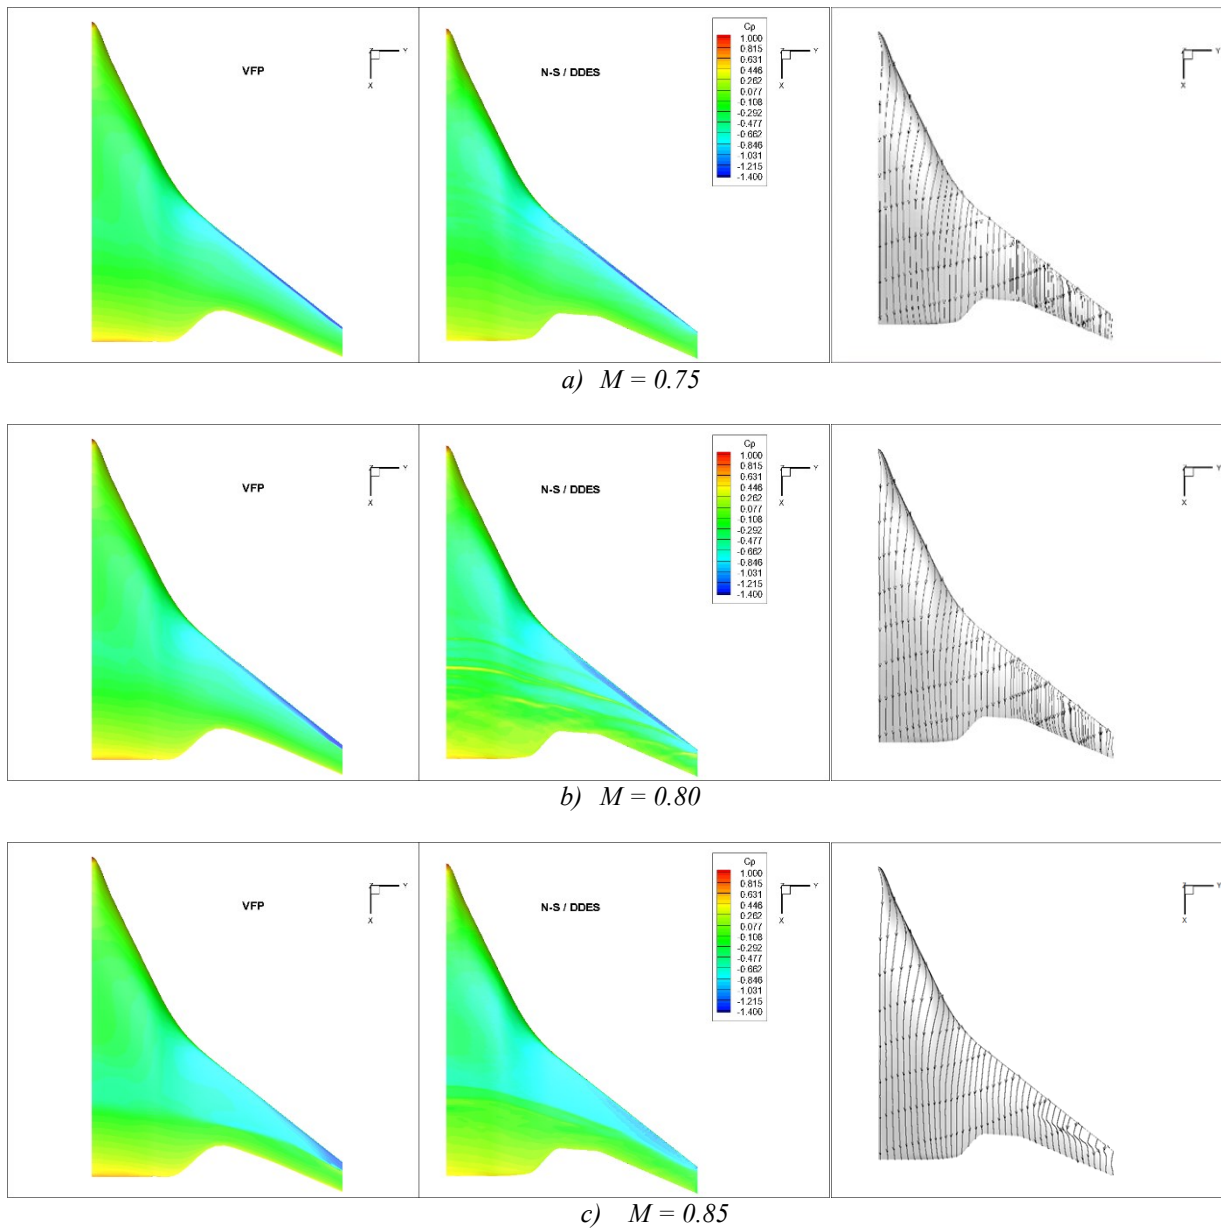 VFP
Z Y
X
N-S / DDES
Cp
1.000
0.815
0.631
0.446
0.262
0.077
-0.108
-0.292
-0.477
-0.662
-0.846
-1.031
-1.215
-1.400
Z Y
X
Z Y
X
a) M = 0.75
VFP
Z Y
X
N-S / DDES
Cp
1.000
0.815
0.631
0.446
0.262
0.077
-0.108
-0.292
-0.477
-0.662
-0.846
-1.031
-1.215
-1.400
Z Y
X
Z Y
X
b) M = 0.80
VFP
Z Y
X
N-S / DDES
Cp
1.000
0.815
0.631
0.446
0.262
0.077
-0.108
-0.292
-0.477
-0.662
-0.846
-1.031
-1.215
-1.400
Z Y
X
Z Y
X
c) M = 0.85